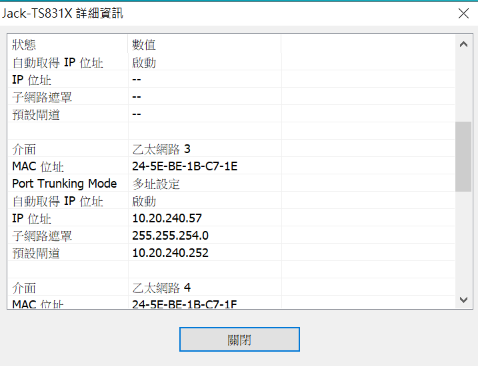 Jack-TS831X 詳細資訊
狀態 數值
自動取得 IP 位址 啟動
IP 位址 --
子網路遮罩 --
預設閘道 --
介面 乙太網路 3
MAC 位址 24-5E-BE-1B-C7-1E
Port Trunking Mode 多址設定
自動取得 IP 位址 啟動
IP 位址 10.20.240.57
子網路遮罩 255.255.254.0
預設閘道 10.20.240.252
介面 乙太網路 4
MAC 位址 24-5E-BE-1B-C7-1F
關閉